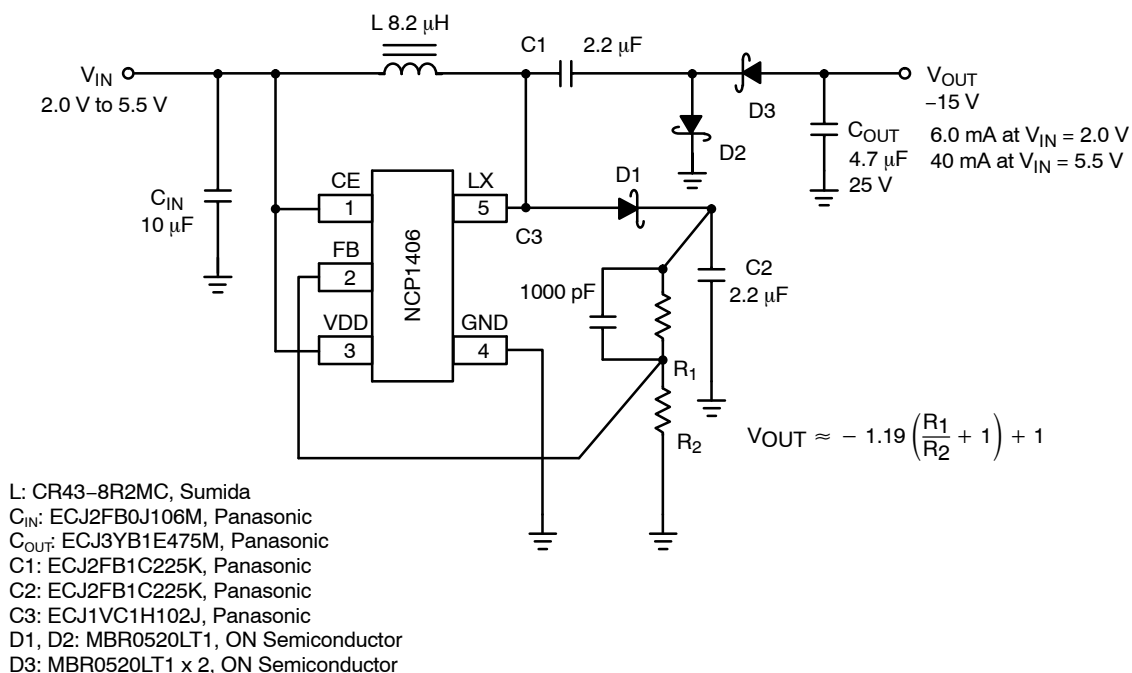 L 8.2 μH
C1
2.2 μF
VIN
2.0 V to 5.5 V
VOUT
−15 V
6.0 mA at VIN = 2.0 V
40 mA at VIN = 5.5 V
D3
D2
COUT
4.7 μF
25 V
CIN
10 μF
CE
1
LX
5
D1
C3
FB
2
NCP1406
1000 pF
C2
2.2 μF
VDD
3
GND
4
R1
R2
VOUT ≈ − 1.19 (R1/R2 + 1) + 1
L: CR43−8R2MC, Sumida
CIN: ECJ2FB0J106M, Panasonic
COUT: ECJ3YB1E475M, Panasonic
C1: ECJ2FB1C225K, Panasonic
C2: ECJ2FB1C225K, Panasonic
C3: ECJ1VC1H102J, Panasonic
D1, D2: MBR0520LT1, ON Semiconductor
D3: MBR0520LT1 x 2, ON Semiconductor